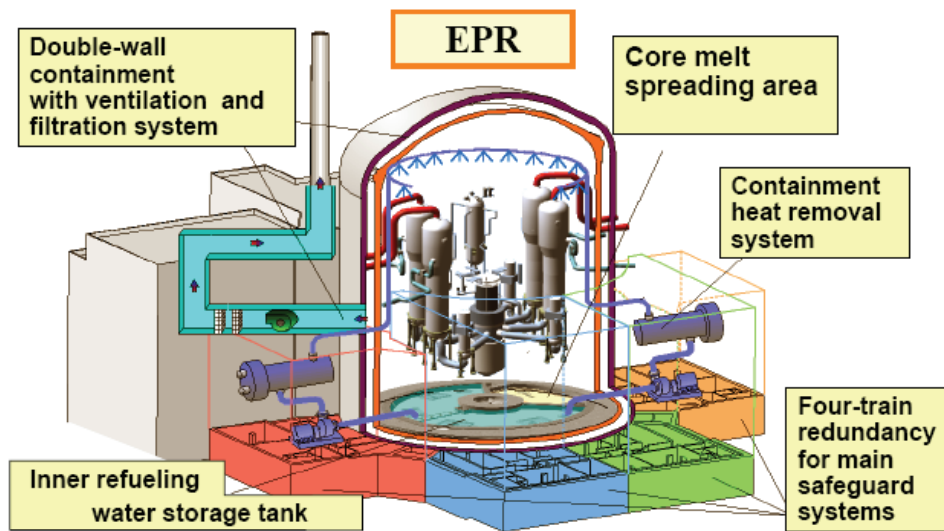 EPR
Double-wall
containment
with ventilation and
filtration system
Core melt
spreading area
Containment
heat removal
system
Four-train
redundancy
for main
safeguard
systems
Inner refueling
water storage tank